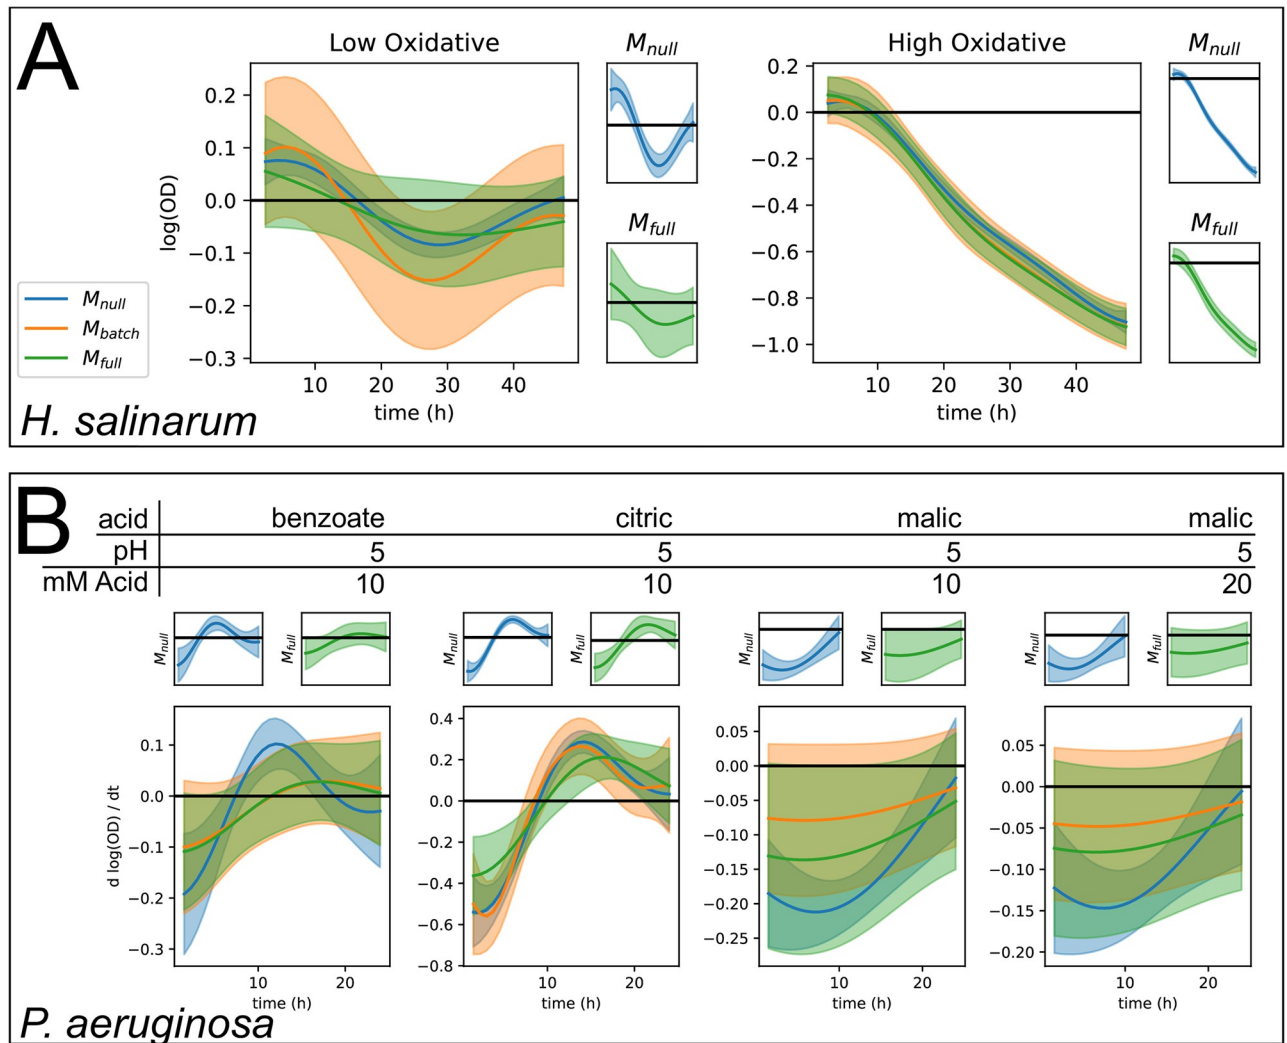 A
Low Oxidative
M_null
High Oxidative
M_null
log(OD)
0.2
0.1
0.0
−0.1
−0.2
−0.3
10 20 30 40
time (h)
M_full
0.2
0.0
−0.2
−0.4
−0.6
−0.8
−1.0
10 20 30 40
time (h)
M_full
M_null
M_batch
M_full
H. salinarum
B
acid benzoate citric malic malic
pH 5 5 5 5
mM Acid 10 10 10 20
M_null M_full M_null M_full M_null M_full M_null M_full
d log(OD) / dt
0.1
0.0
−0.1
−0.2
−0.3
10 20
time (h)
0.4
0.2
0.0
−0.2
−0.4
−0.6
−0.8
10 20
time (h)
0.05
0.00
−0.05
−0.10
−0.15
−0.20
−0.25
10 20
time (h)
0.05
0.00
−0.05
−0.10
−0.15
−0.20
10 20
time (h)
P. aeruginosa